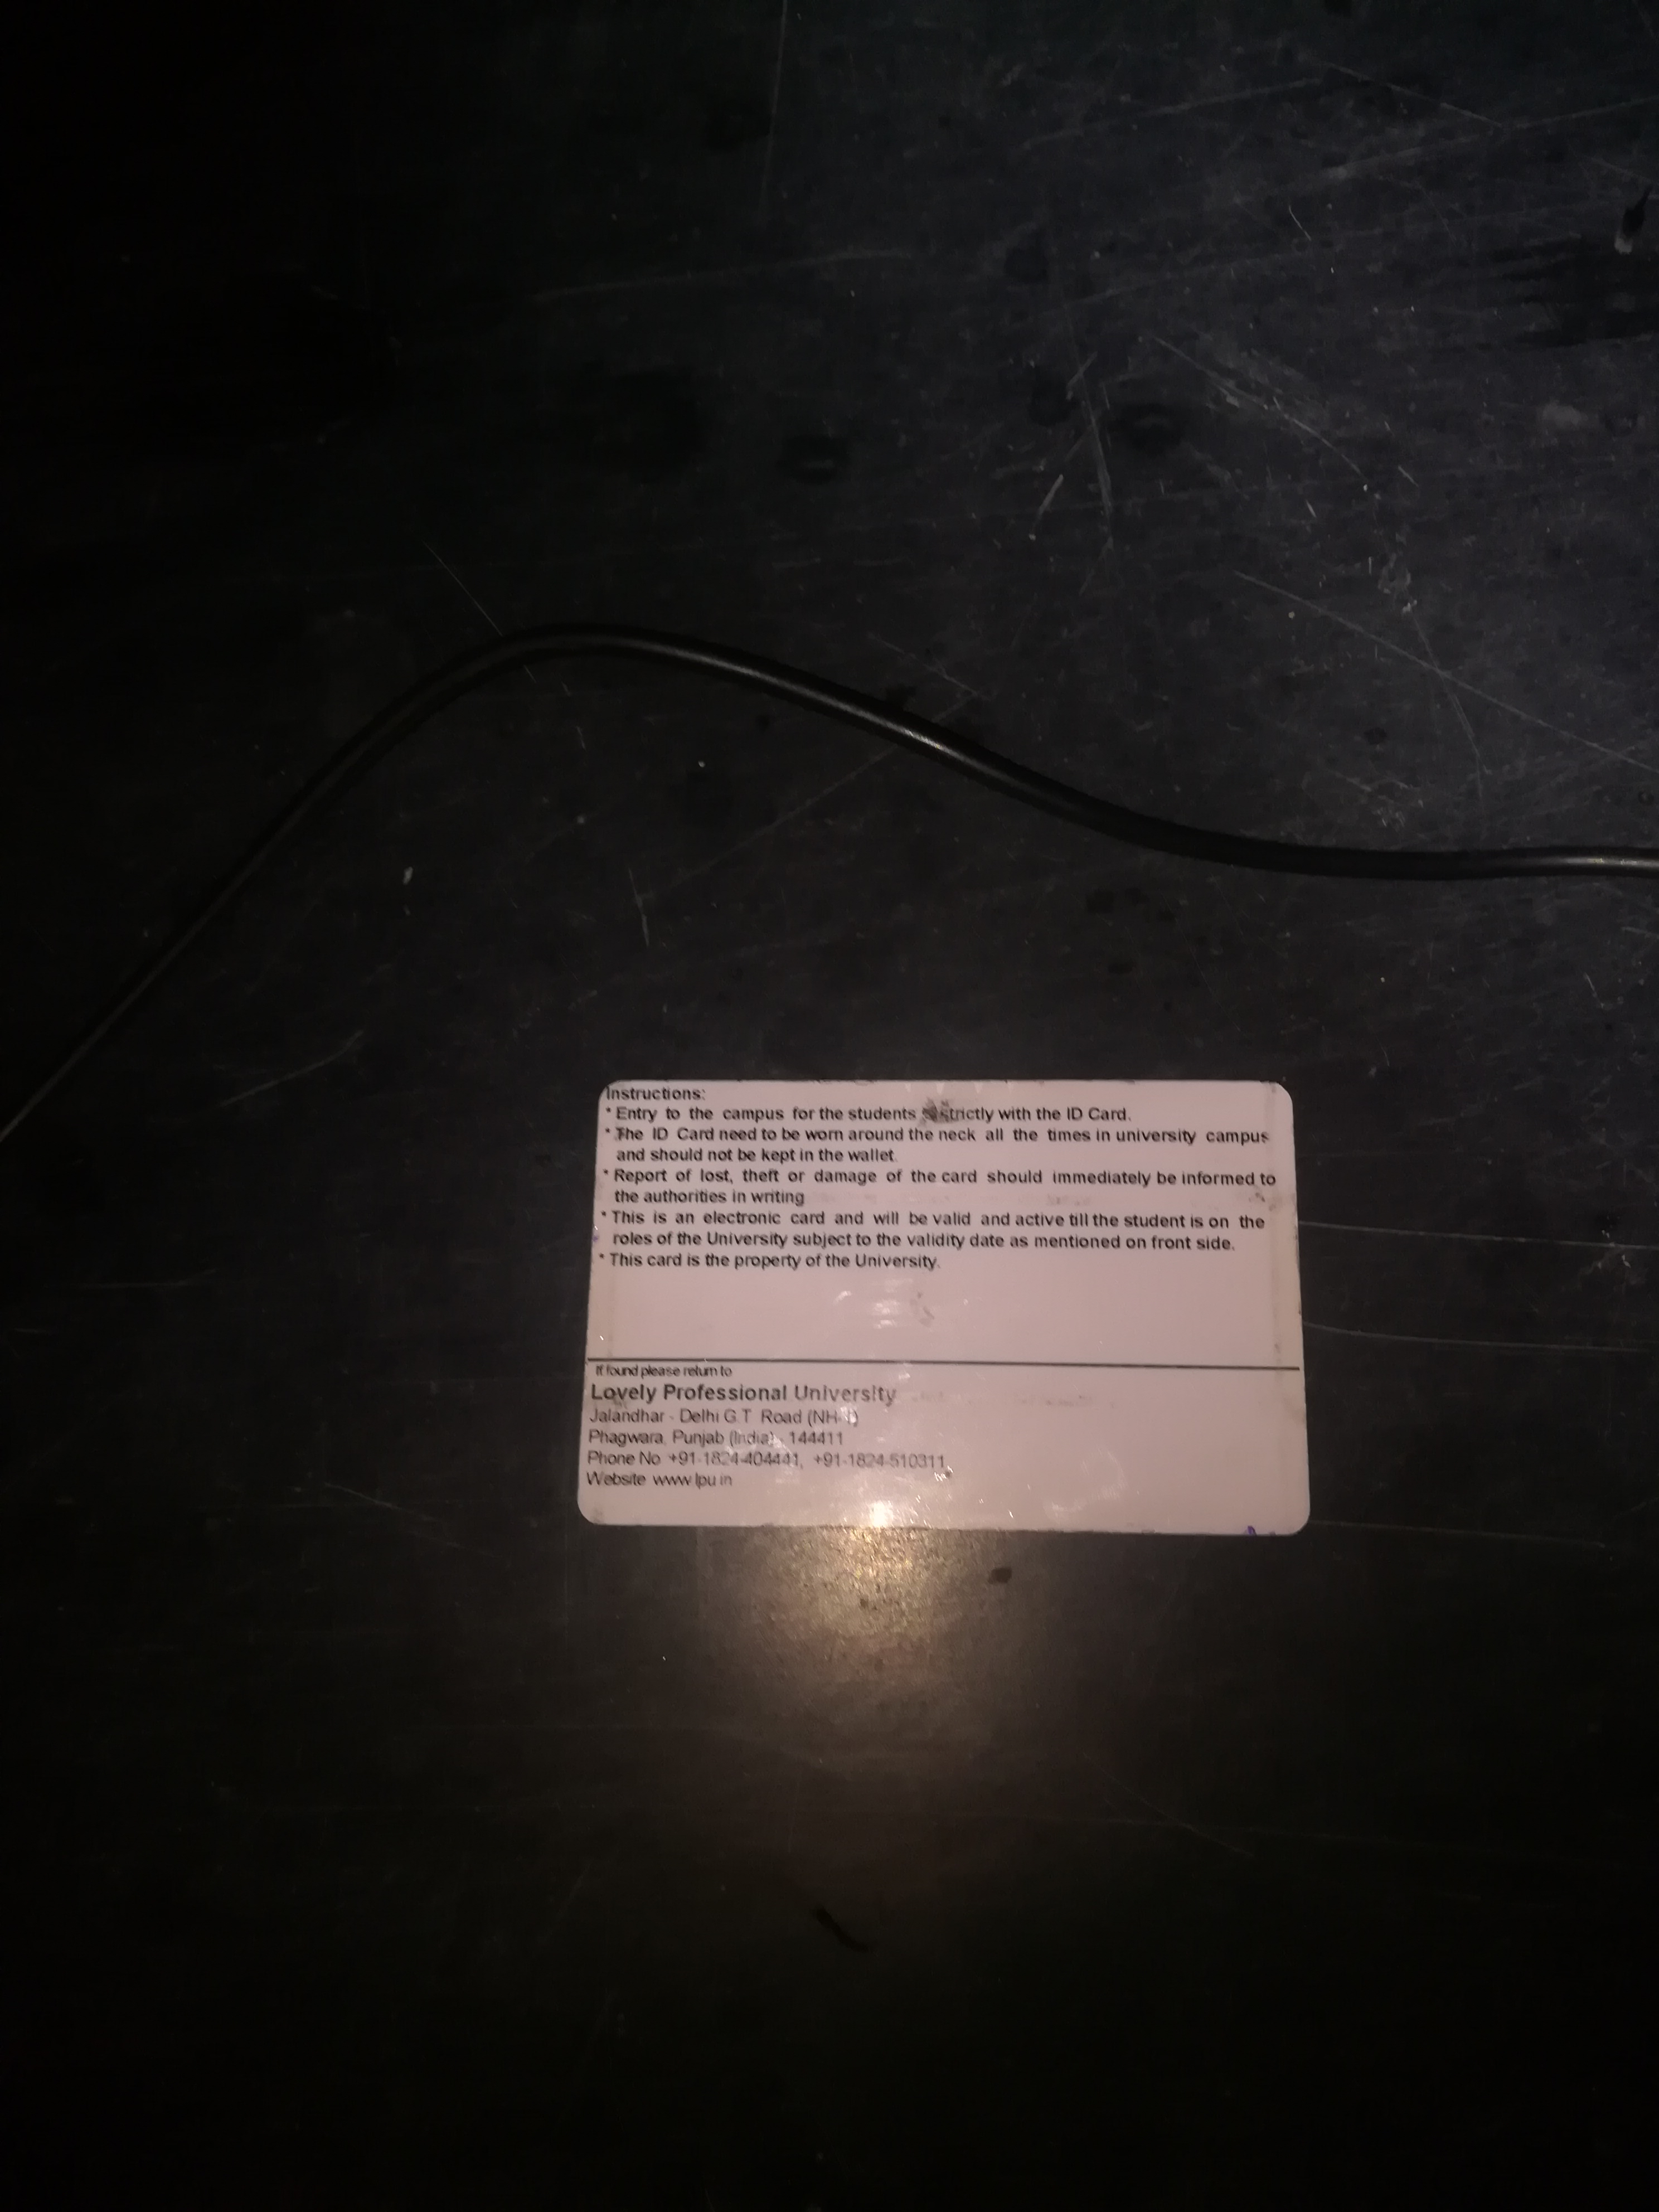 Instructions:
* Entry to the campus for the students strictly with the ID Card.
* The ID Card need to be worn around the neck all the times in university campus
and should not be kept in the wallet.
* Report of lost, theft or damage of the card should immediately be informed to
the authorities in writing
* This is an electronic card and will be valid and active till the student is on the
roles of the University subject to the validity date as mentioned on front side.
* This card is the property of the University.
If found please return to
Lovely Professional University
Jalandhar - Delhi G.T. Road (NH-1)
Phagwara, Punjab (India) - 144411
Phone No +91-1824-404441, +91-1824-510311,
Website www.lpu.in